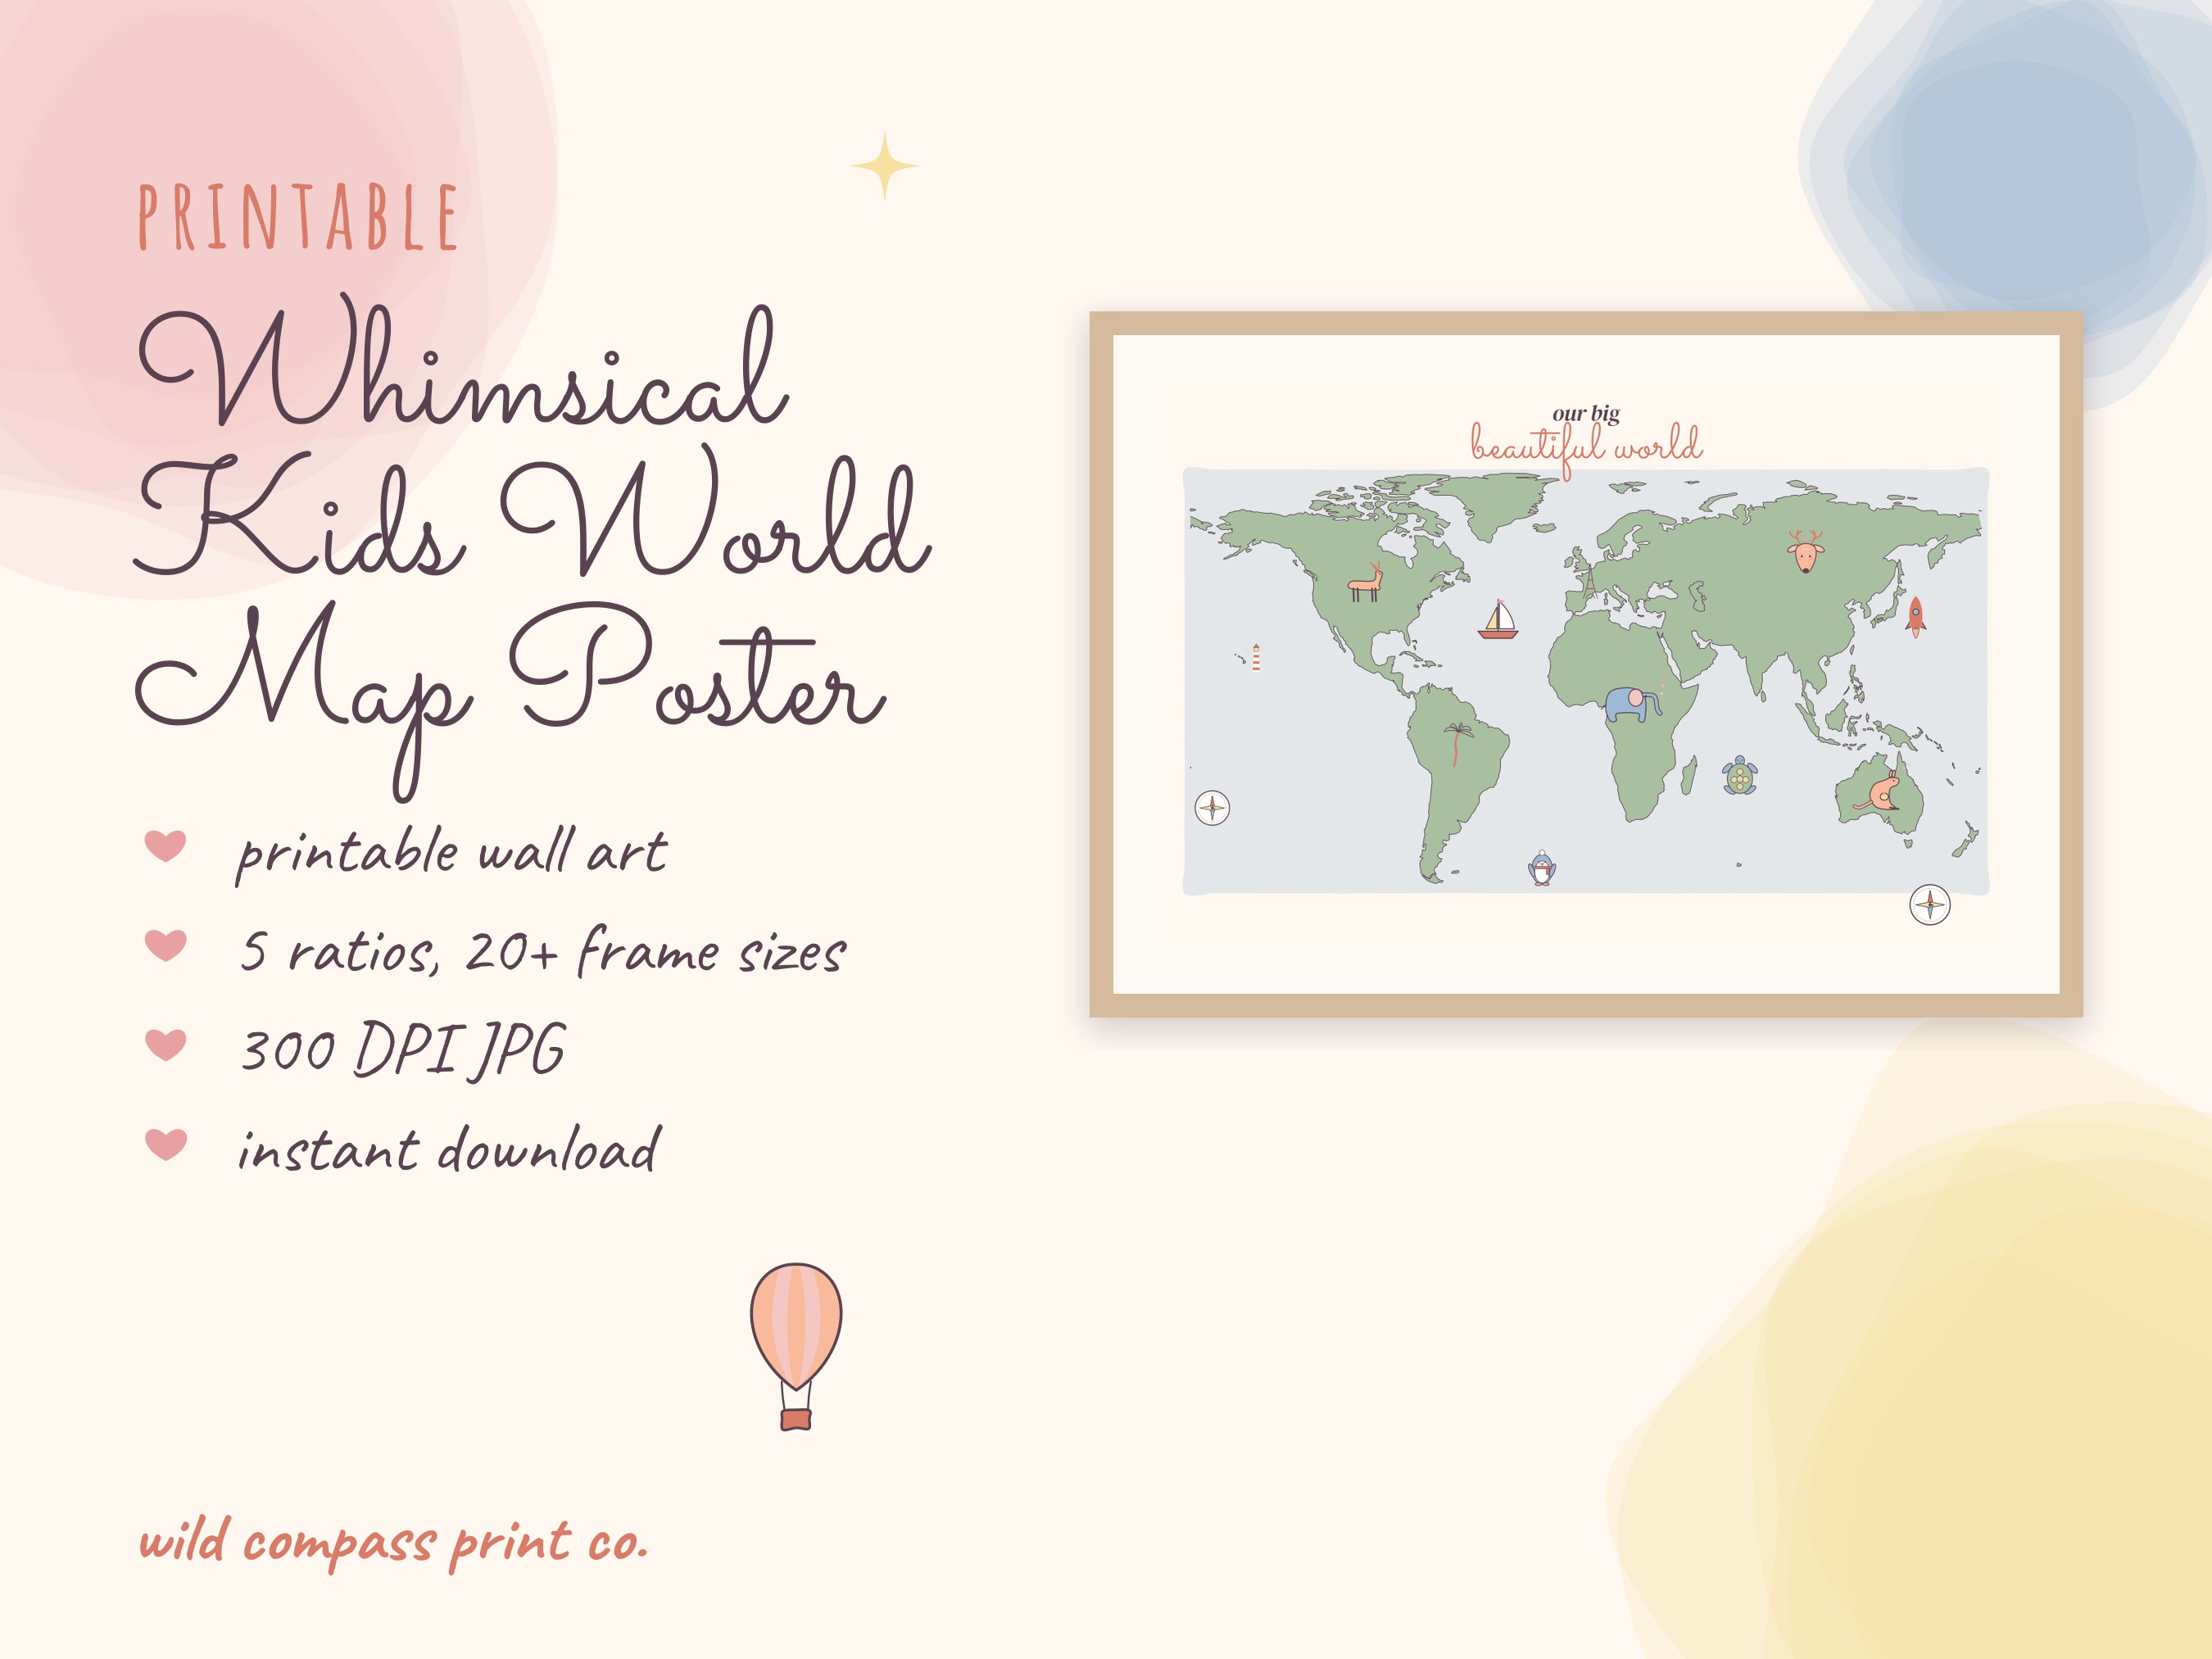 PRINTABLE
Whimsical
Kids World
Map Poster
printable wall art
5 ratios, 20+ frame sizes
300 DPI JPG
instant download
wild compass print co.
our big
beautiful world